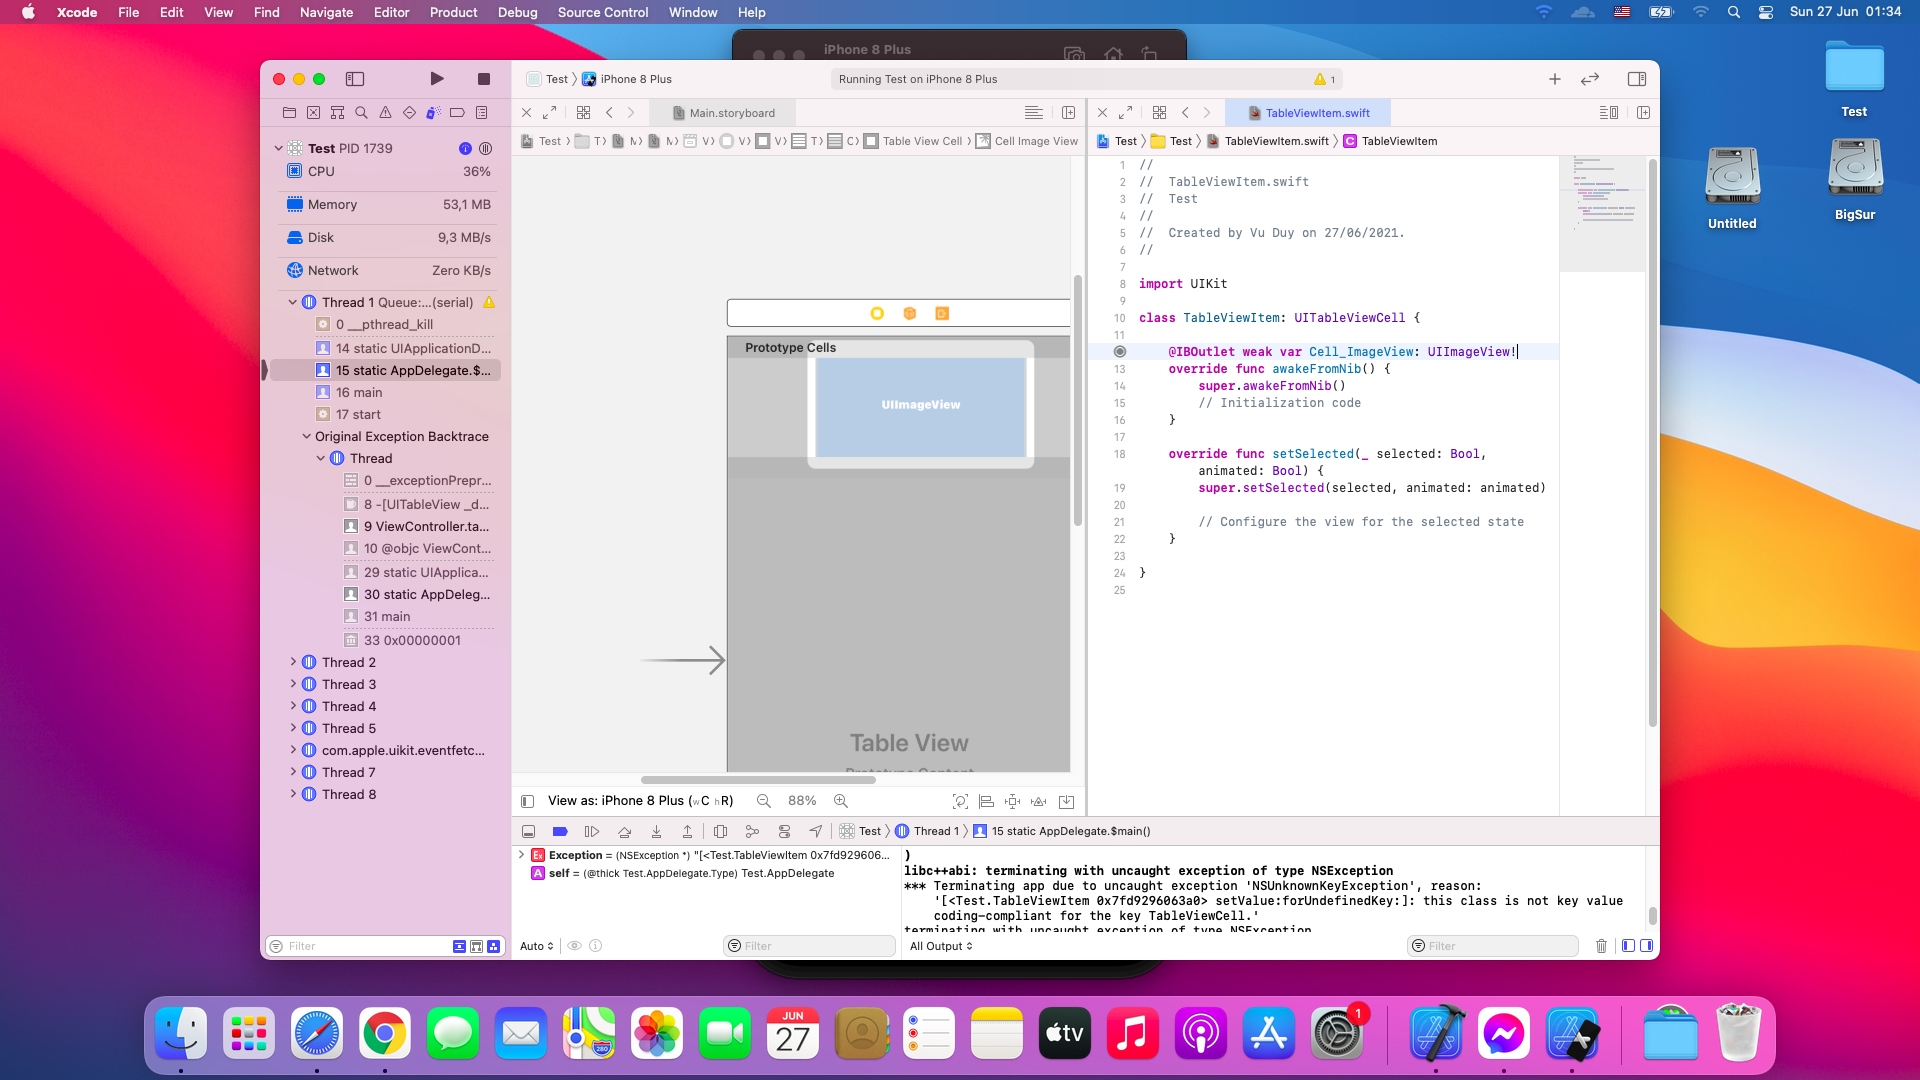 Xcode File Edit View Find Navigate Editor Product Debug Source Control Window Help Sun 27 Jun 01:34
iPhone 8 Plus
Test iPhone 8 Plus
Running Test on iPhone 8 Plus 1
Main.storyboard
TableViewItem.swift
Test T M M V V V T C Table View Cell Cell Image View
Test Test TableViewItem.swift TableViewItem
Test PID 1739
CPU 36%
Memory 53,1 MB
Disk 9,3 MB/s
Network Zero KB/s
Thread 1 Queue:...(serial)
0 __pthread_kill
14 static UIApplicationD...
15 static AppDelegate.$...
16 main
17 start
Original Exception Backtrace
Thread
0 __exceptionPrepr...
8 -[UITableView _d...
9 ViewController.ta...
10 @objc ViewCont...
29 static UIApplica...
30 static AppDeleg...
31 main
33 0x00000001
Thread 2
Thread 3
Thread 4
Thread 5
com.apple.uikit.eventfetc...
Thread 7
Thread 8
Filter
Prototype Cells
UIImageView
Table View
Prototype Content
View as: iPhone 8 Plus (wC hR) 88%
1 //
2 // TableViewItem.swift
3 // Test
4 //
5 // Created by Vu Duy on 27/06/2021.
6 //
7
8 import UIKit
9
10 class TableViewItem: UITableViewCell {
11
@IBOutlet weak var Cell_ImageView: UIImageView!
13 override func awakeFromNib() {
14 super.awakeFromNib()
15 // Initialization code
16 }
17
18 override func setSelected(_ selected: Bool,
animated: Bool) {
19 super.setSelected(selected, animated: animated)
20
21 // Configure the view for the selected state
22 }
23
24 }
25
Test Thread 1 15 static AppDelegate.$main()
Ex Exception = (NSException *) "[<Test.TableViewItem 0x7fd929606...
A self = (@thick Test.AppDelegate.Type) Test.AppDelegate
)
libc++abi: terminating with uncaught exception of type NSException
*** Terminating app due to uncaught exception 'NSUnknownKeyException', reason:
'[<Test.TableViewItem 0x7fd9296063a0> setValue:forUndefinedKey:]: this class is not key value
coding-compliant for the key TableViewCell.'
terminating with uncaught exception of type NSException
Auto Filter
All Output Filter
Test
Untitled
BigSur
JUN
27
280
tv
1